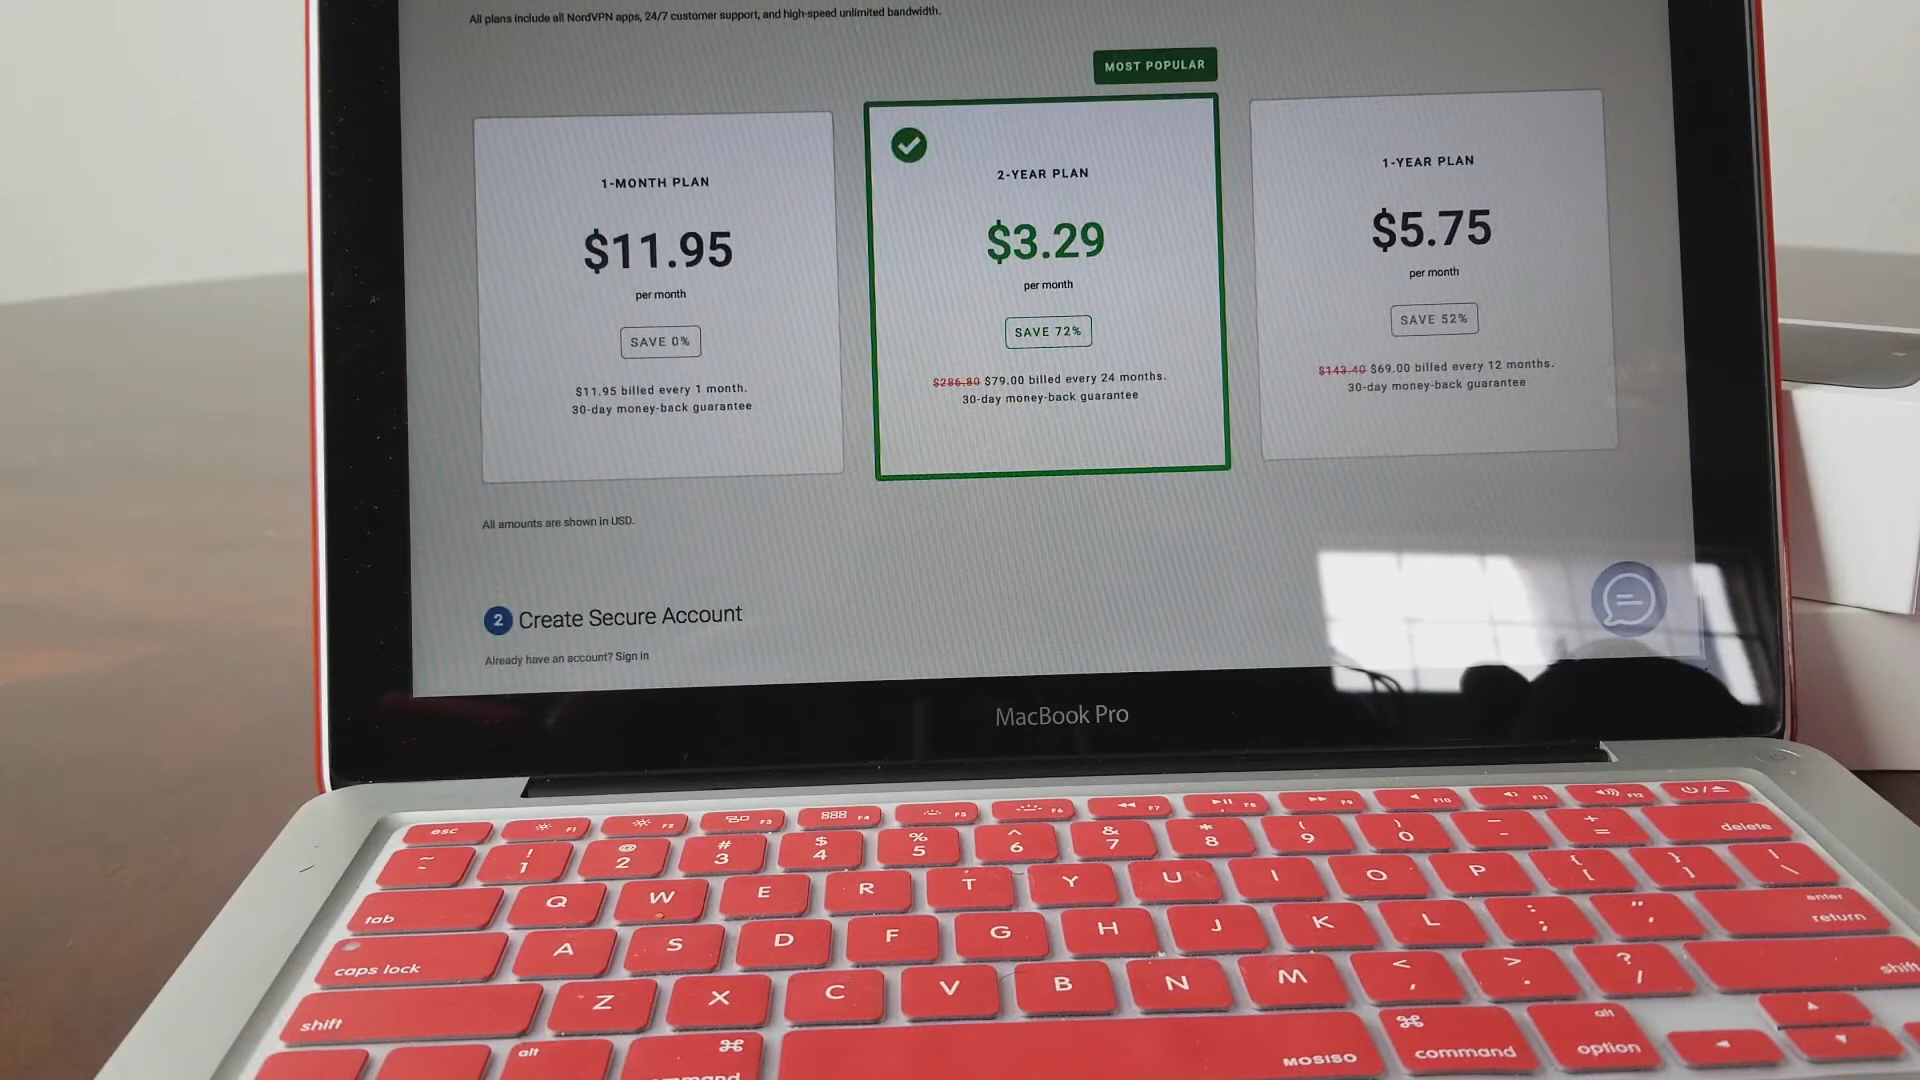 All plans include all NordVPN apps, 24/7 customer support, and high-speed unlimited bandwidth.
MOST POPULAR
1-MONTH PLAN
$11.95
per month
SAVE 0%
$11.95 billed every 1 month.
30-day money-back guarantee
2-YEAR PLAN
$3.29
per month
SAVE 72%
$286.80 $79.00 billed every 24 months.
30-day money-back guarantee
1-YEAR PLAN
$5.75
per month
SAVE 52%
$143.40 $69.00 billed every 12 months.
30-day money-back guarantee
All amounts are shown in USD.
2 Create Secure Account
Already have an account? Sign in
MacBook Pro
esc F1 F2 F3 F4 F5 F6 F7 F8 F9 F10 F11 F12
~ ! @ # $ % ^ & * ( ) _ +
1 2 3 4 5 6 7 8 9 0 - = delete
tab Q W E R T Y U I O P { [ } ] | \
caps lock A S D F G H J K L : ; " ' enter return
shift Z X C V B N M < , > . ? / shift
alt ⌘ command MOSISO ⌘ command alt option